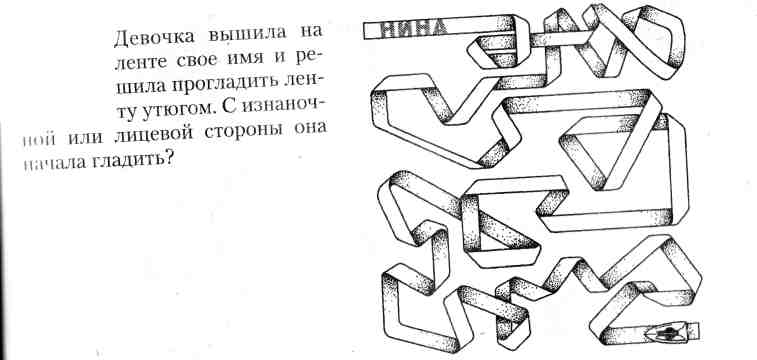 Девочка вышила на
ленте свое имя и ре-
шила прогладить лен-
ту утюгом. С изнаноч-
ной или лицевой стороны она
начала гладить?
НИНА